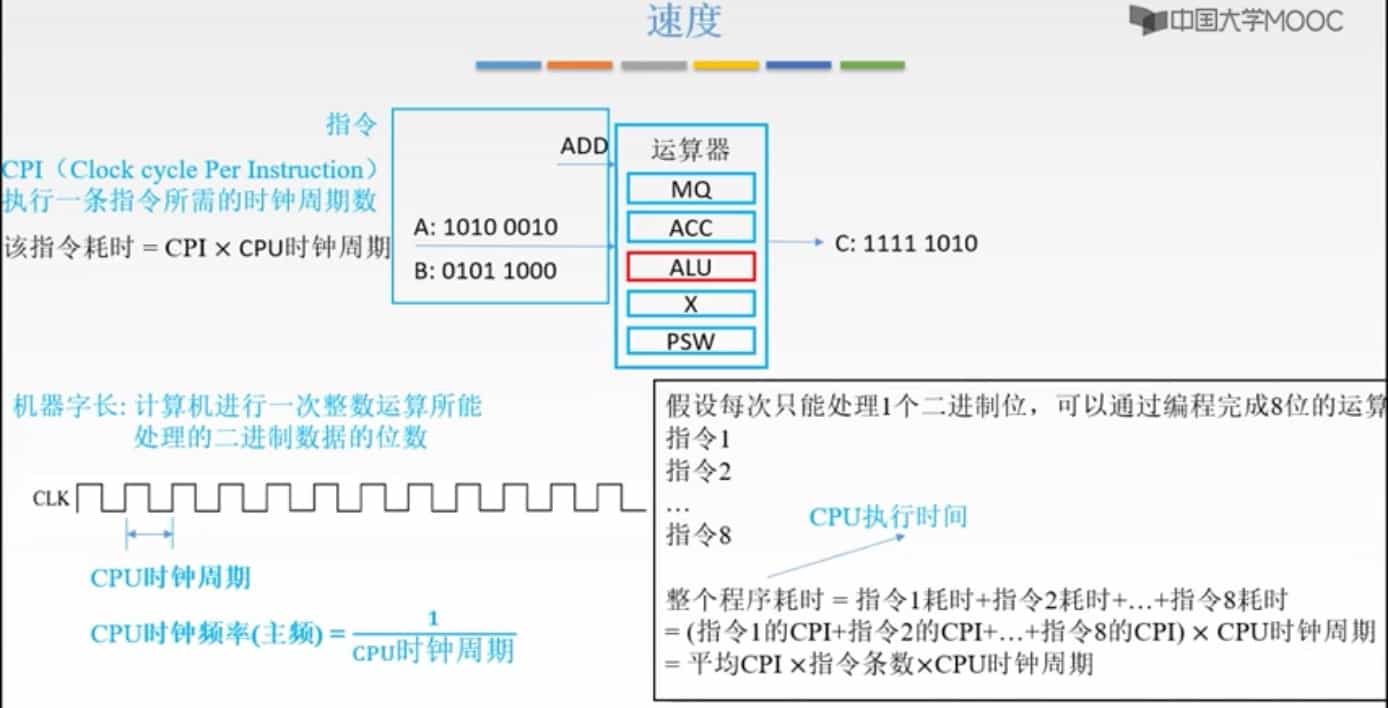 速度
中国大学MOOC
指令
CPI（Clock cycle Per Instruction）
执行一条指令所需的时钟周期数
该指令耗时 = CPI × CPU时钟周期
ADD
A: 1010 0010
B: 0101 1000
运算器
MQ
ACC
ALU
X
PSW
C: 1111 1010
机器字长: 计算机进行一次整数运算所能
处理的二进制数据的位数
CLK
CPU时钟周期
CPU时钟频率(主频) = 1
CPU时钟周期
假设每次只能处理1个二进制位，可以通过编程完成8位的运算
指令1
指令2
...
指令8
CPU执行时间
整个程序耗时 = 指令1耗时+指令2耗时+...+指令8耗时
= (指令1的CPI+指令2的CPI+...+指令8的CPI) × CPU时钟周期
= 平均CPI ×指令条数×CPU时钟周期